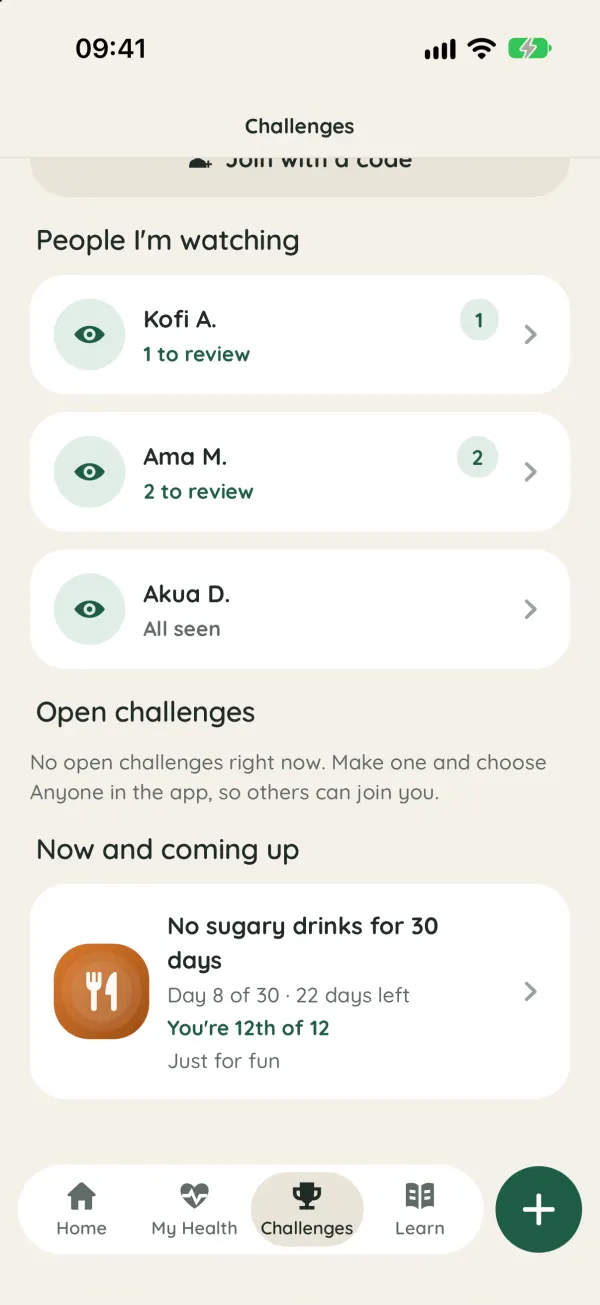 09:41
Challenges
Join with a code
People I'm watching
Kofi A.
1
1 to review
Ama M.
2
2 to review
Akua D.
All seen
Open challenges
No open challenges right now. Make one and choose
Anyone in the app, so others can join you.
Now and coming up
No sugary drinks for 30
days
Day 8 of 30 · 22 days left
You're 12th of 12
Just for fun
Home
My Health
Challenges
Learn